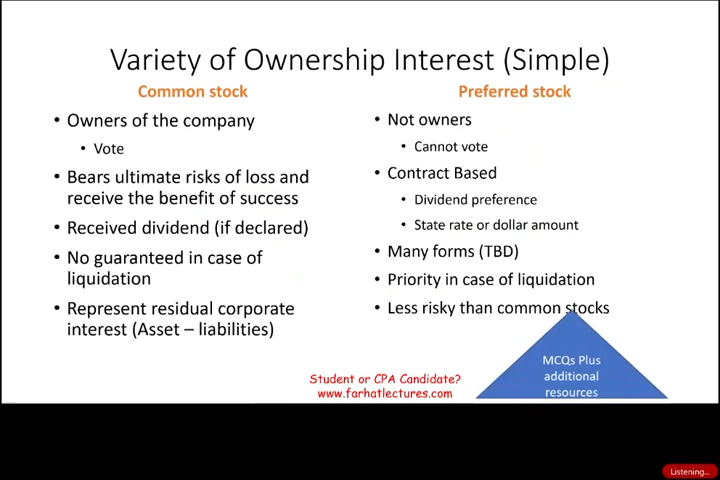 Variety of Ownership Interest (Simple)
Common stock
• Owners of the company
• Vote
• Bears ultimate risks of loss and
receive the benefit of success
• Received dividend (if declared)
• No guaranteed in case of
liquidation
• Represent residual corporate
interest (Asset – liabilities)
Preferred stock
• Not owners
• Cannot vote
• Contract Based
• Dividend preference
• State rate or dollar amount
• Many forms (TBD)
• Priority in case of liquidation
• Less risky than common stocks
MCQs Plus
additional
resources
Student or CPA Candidate?
www.farhatlectures.com
Listening...